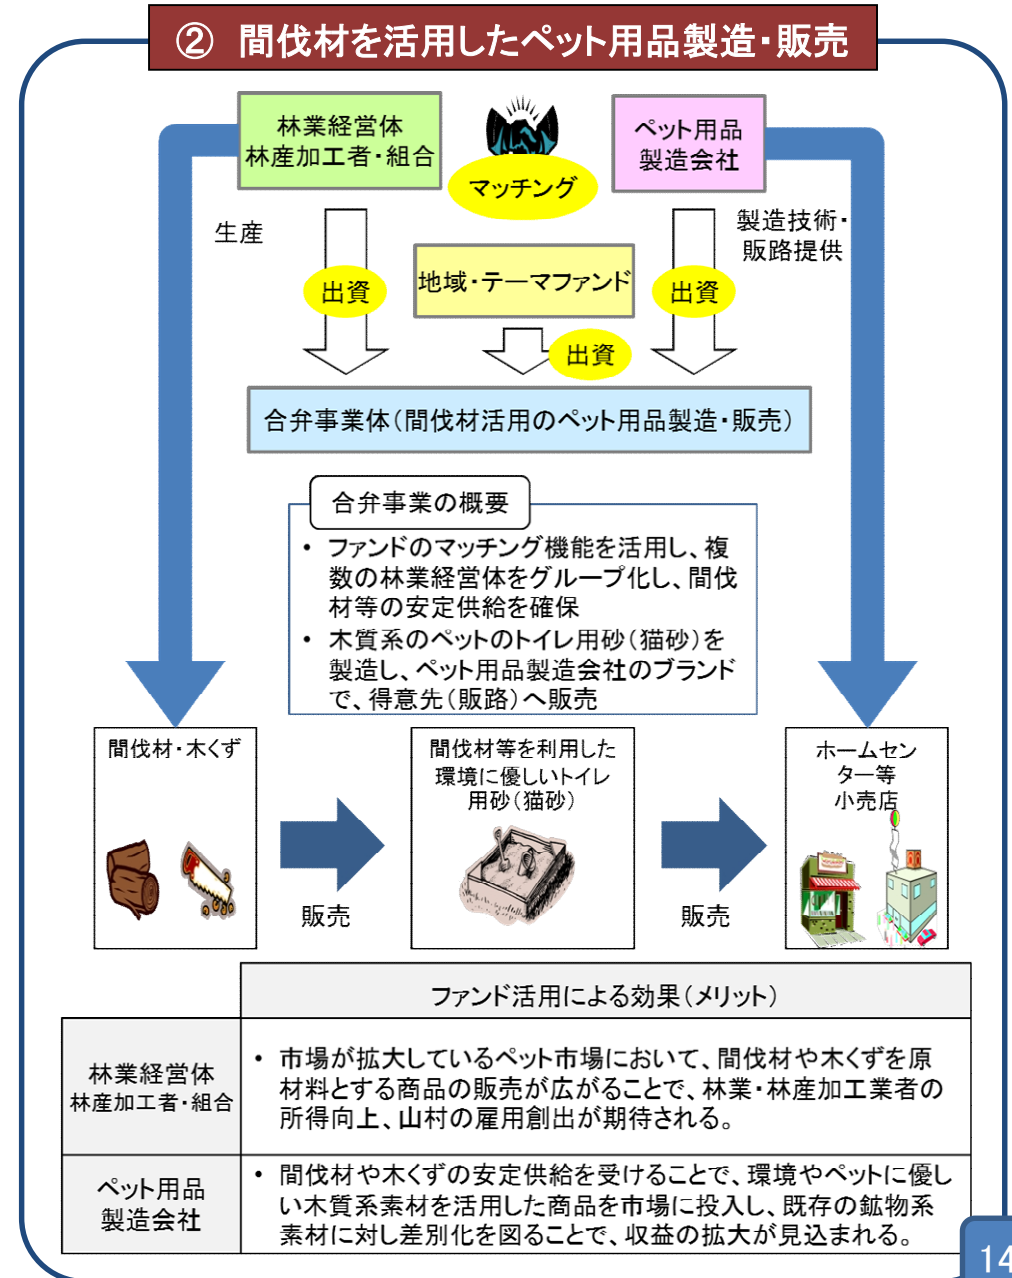 ② 間伐材を活用したペット用品製造・販売
林業経営体
林産加工者・組合
マッチング
ペット用品
製造会社
生産
製造技術・
販路提供
出資
地域・テーマファンド
出資
出資
合弁事業体（間伐材活用のペット用品製造・販売）
合弁事業の概要
• ファンドのマッチング機能を活用し、複
数の林業経営体をグループ化し、間伐
材等の安定供給を確保
• 木質系のペットのトイレ用砂（猫砂）を
製造し、ペット用品製造会社のブランド
で、得意先（販路）へ販売
間伐材・木くず
間伐材等を利用した
環境に優しいトイレ
用砂（猫砂）
ホームセン
ター等
小売店
販売
販売
ファンド活用による効果（メリット）
林業経営体
林産加工者・組合
• 市場が拡大しているペット市場において、間伐材や木くずを原
材料とする商品の販売が広がることで、林業・林産加工業者の
所得向上、山村の雇用創出が期待される。
ペット用品
製造会社
• 間伐材や木くずの安定供給を受けることで、環境やペットに優し
い木質系素材を活用した商品を市場に投入し、既存の鉱物系
素材に対し差別化を図ることで、収益の拡大が見込まれる。
14